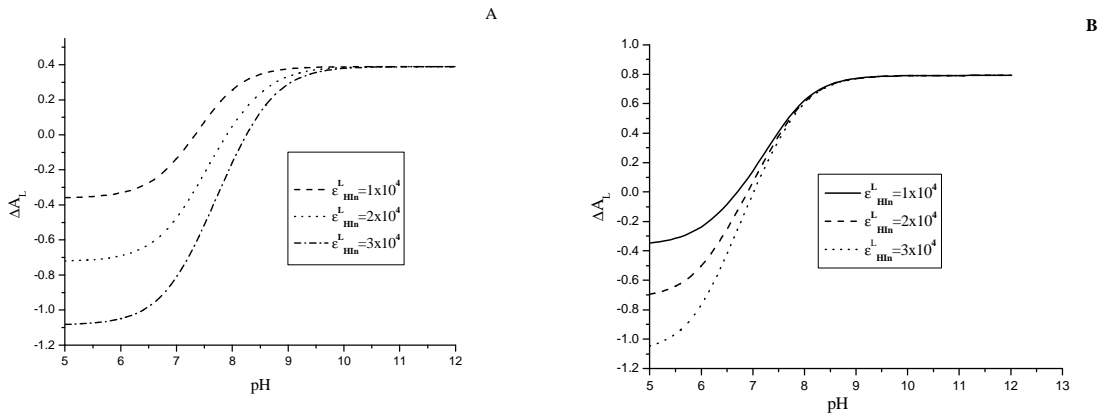 A
0.4
0.2
0.0
-0.2
-0.4
-0.6
-0.8
-1.0
-1.2
ΔA_L
5 6 7 8 9 10 11 12
pH
ε^L_HIn=1x10^4
ε^L_HIn=2x10^4
ε^L_HIn=3x10^4
B
1.0
0.8
0.6
0.4
0.2
0.0
-0.2
-0.4
-0.6
-0.8
-1.0
-1.2
ΔA_L
5 6 7 8 9 10 11 12 13
pH
ε^L_HIn=1x10^4
ε^L_HIn=2x10^4
ε^L_HIn=3x10^4